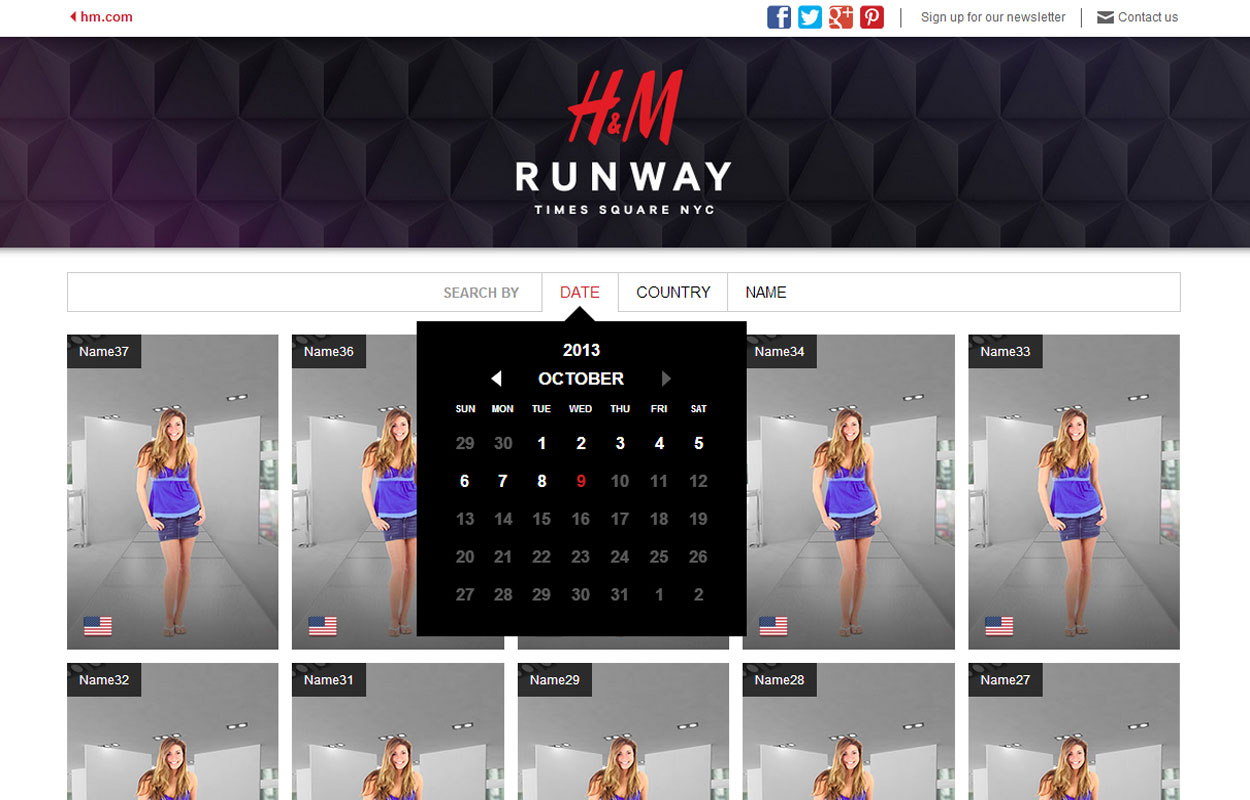 hm.com
Sign up for our newsletter
Contact us
H&M
RUNWAY
TIMES SQUARE NYC
SEARCH BY DATE COUNTRY NAME
2013
OCTOBER
SUN MON TUE WED THU FRI SAT
29 30 1 2 3 4 5
6 7 8 9 10 11 12
13 14 15 16 17 18 19
20 21 22 23 24 25 26
27 28 29 30 31 1 2
Name37
Name36
Name34
Name33
Name32
Name31
Name29
Name28
Name27